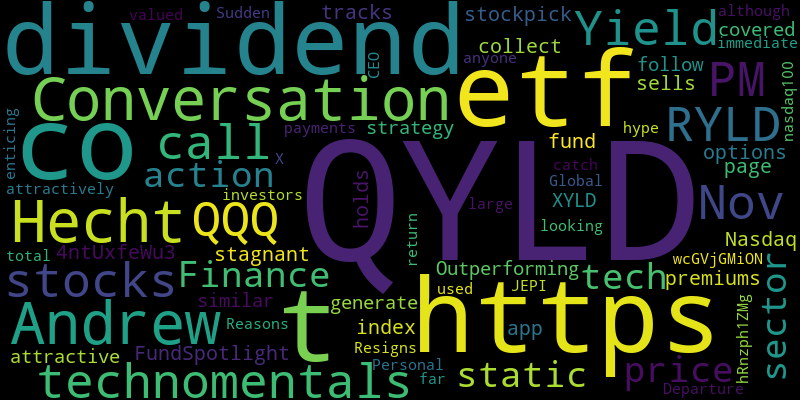 valued Sudden tracks stockpick Yield although
dividend CEO collect covered immediate
anyone follow
Conversation etf sells PM nasdaq100
enticing co call payments strategy fund hype RYLD
X catch options
attractively action holds QYLD Global page
investors large XYLD Nov
Hecht QQQ looking
total 4ntUxfeWu3 stagnant return Nasdaq
stocks Finance Outperforming tech wcGVjGMiON
t https premiums sector
similar generate used JEPI
Andrew Reasons index app hRnzph1ZMg
attractive FundSpotlight Resigns
Personal static price
technomentals far Departure